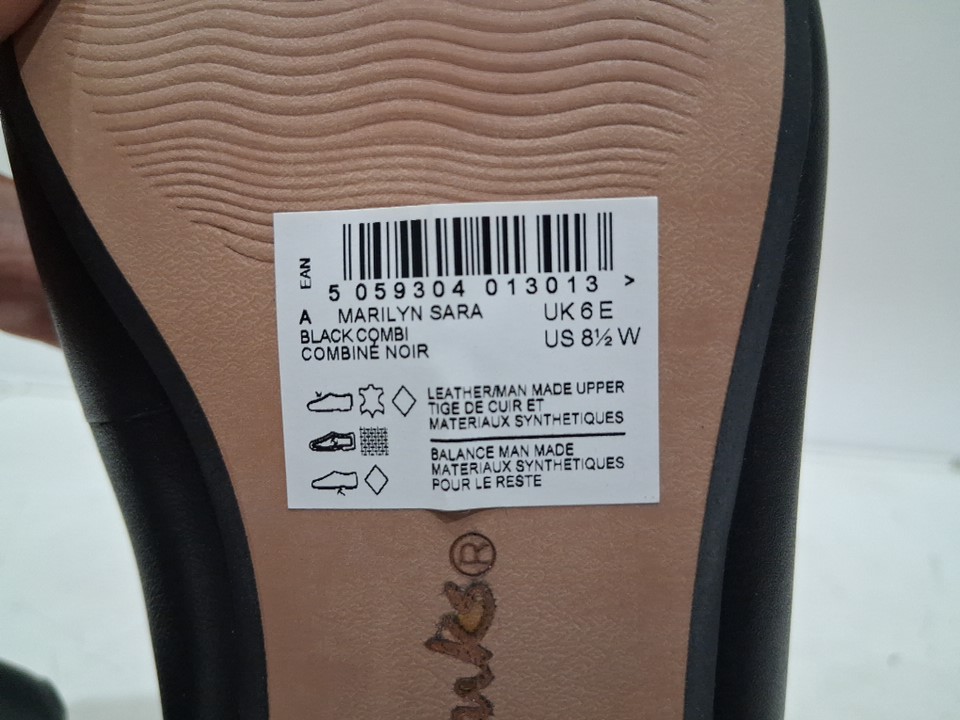 EAN
5 059304 013013 >
A MARILYN SARA UK 6 E
BLACK COMBI US 8½ W
COMBINÉ NOIR
LEATHER/MAN MADE UPPER
TIGE DE CUIR ET
MATERIAUX SYNTHETIQUES
BALANCE MAN MADE
MATERIAUX SYNTHETIQUES
POUR LE RESTE
®